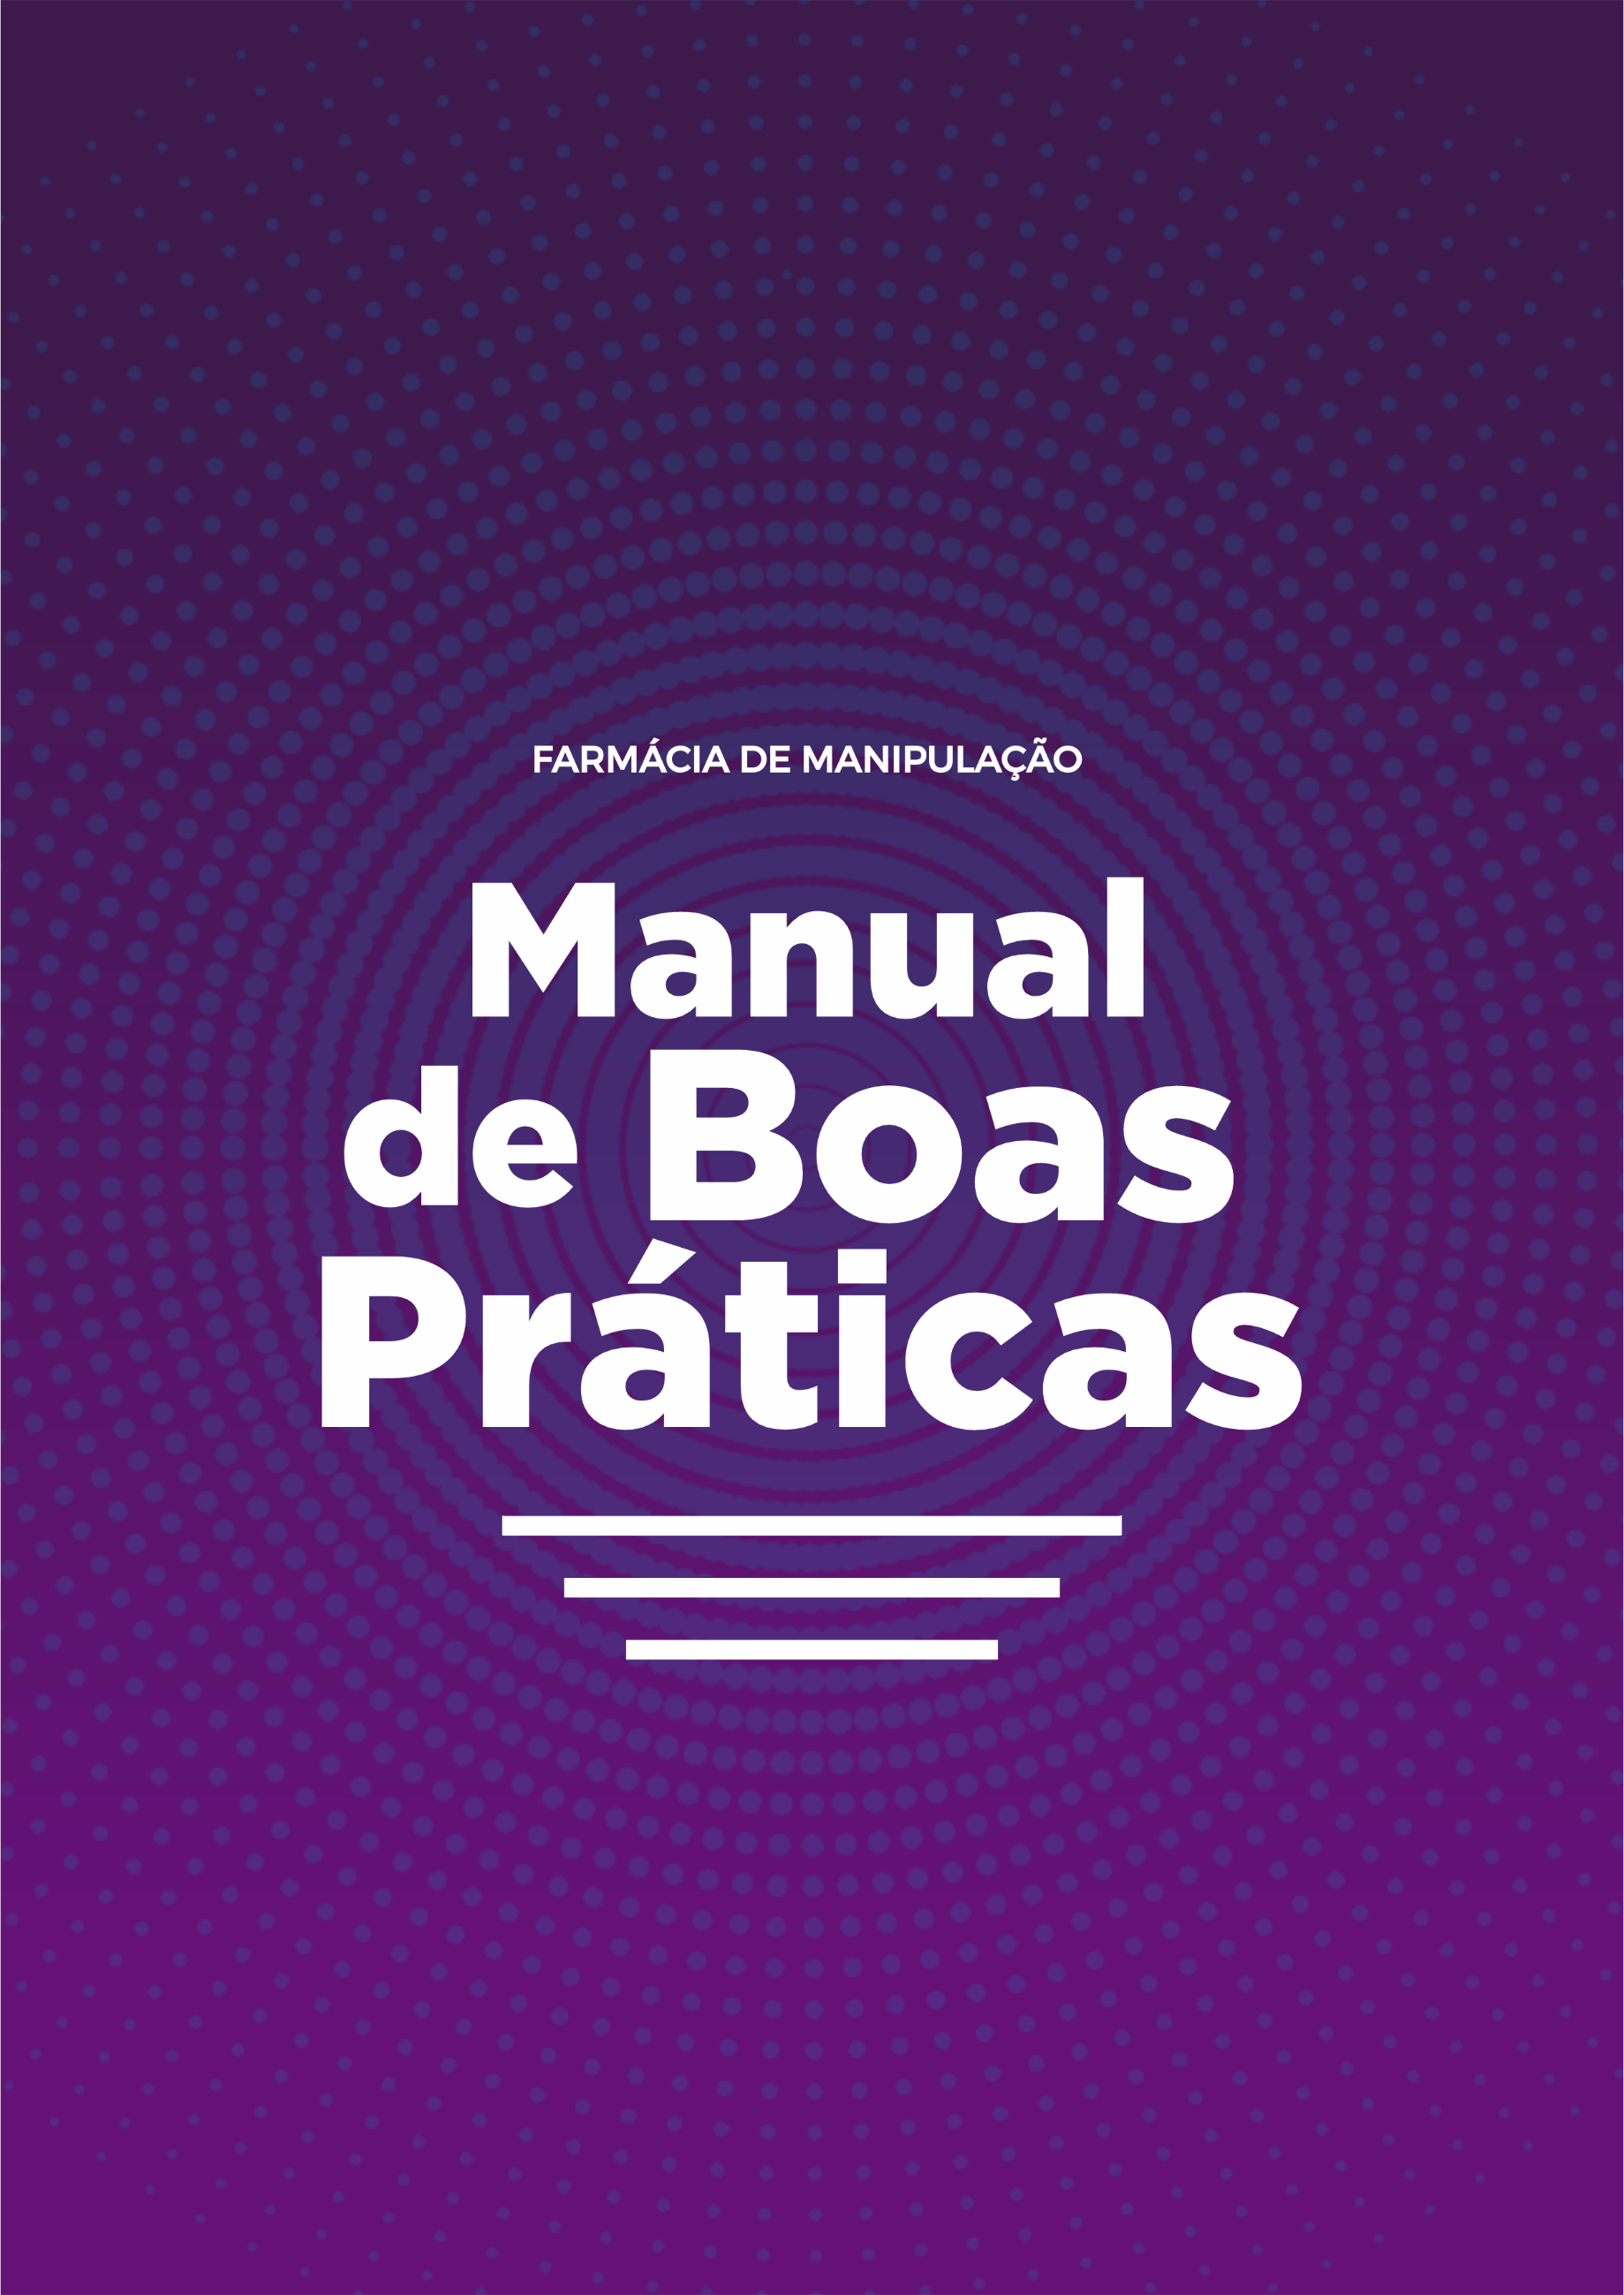 FARMÁCIA DE MANIPULAÇÃO
Manual
de Boas
Práticas